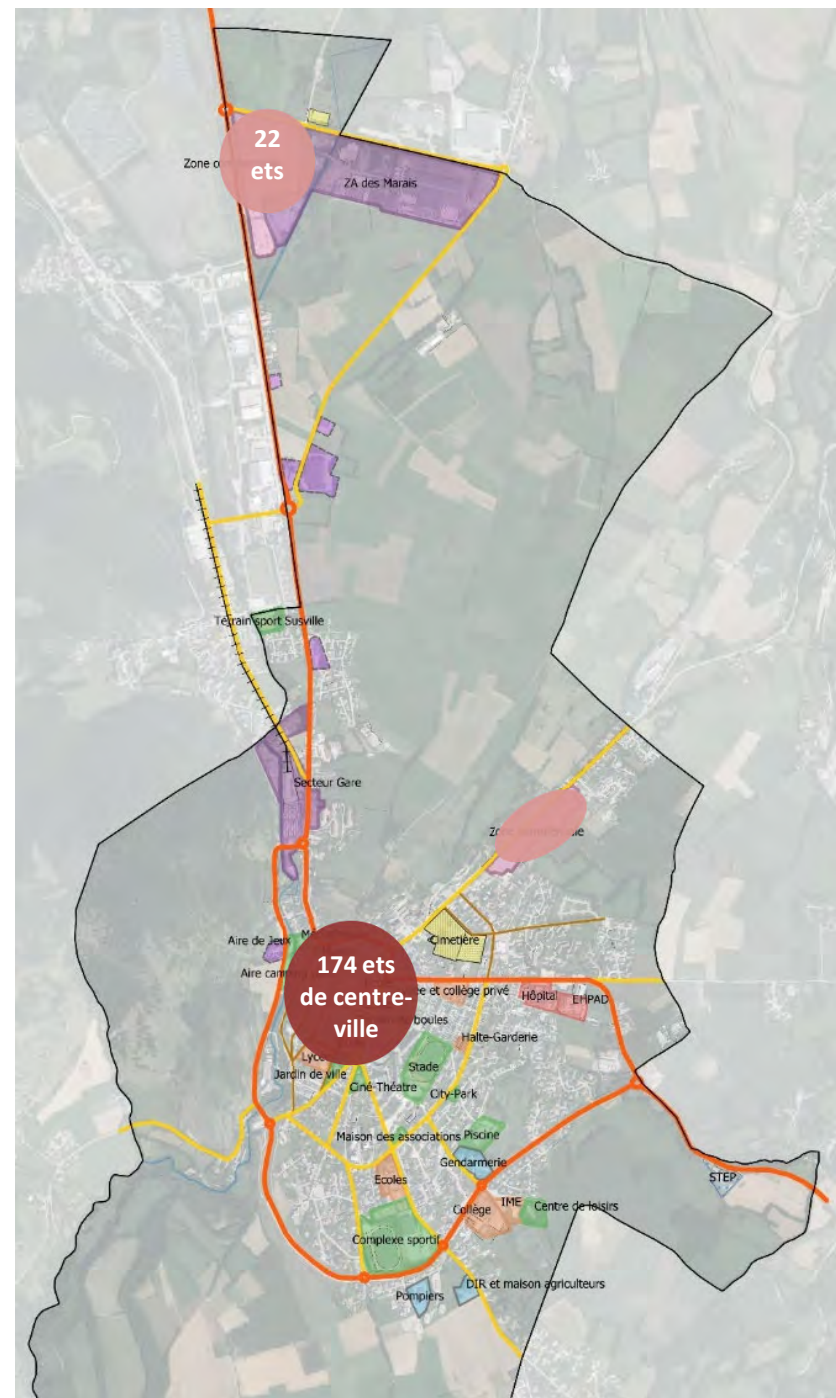 22
ets
Zone
ZA des Marais
Terrain sport Susville
Secteur Gare
Zone
Cimetière
Aire de Jeux
Aire
174 ets
de centre-
ville
et collège privé
Hôpital
EHPAD
boules
Halte-Garderie
Stade
Jardin de ville
Ciné-Théatre
City-Park
Maison des associations
Piscine
Gendarmerie
Ecoles
STEP
Collège
IME
Centre de loisirs
Complexe sportif
DIR et maison agriculteurs
Pompiers